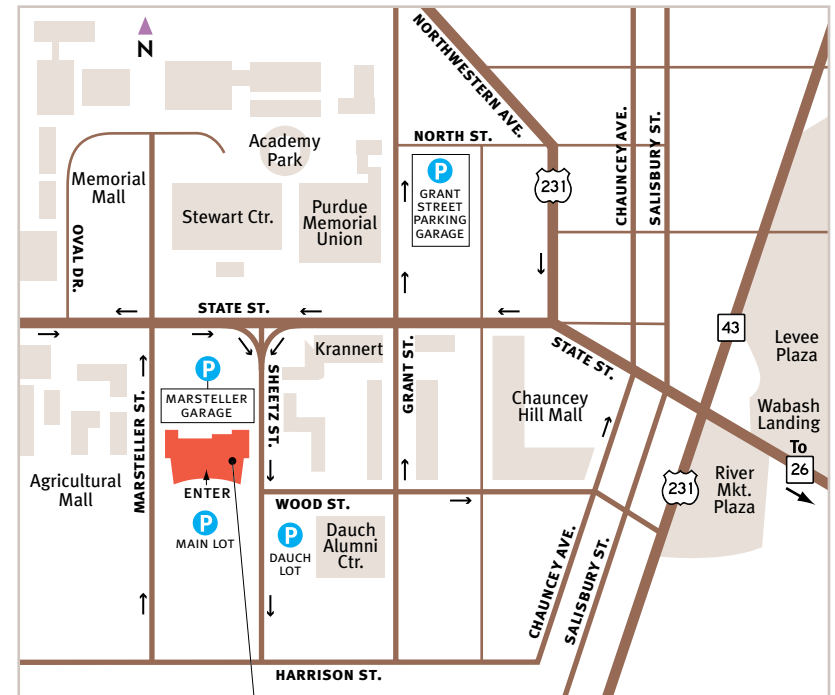 N
NORTHWESTERN AVE.
Academy
Park
NORTH ST.
P
GRANT
STREET
PARKING
GARAGE
231
CHAUNCEY AVE.
SALISBURY ST.
Memorial
Mall
Stewart Ctr.
Purdue
Memorial
Union
OVAL DR.
STATE ST.
43
Levee
Plaza
STATE ST.
Krannert
P
MARSTELLER
GARAGE
SHEETZ ST.
GRANT ST.
MARSTELLER ST.
Chauncey
Hill Mall
Wabash
Landing
To
26
Agricultural
Mall
ENTER
WOOD ST.
231
River
Mkt.
Plaza
P
MAIN LOT
P
DAUCH
LOT
Dauch
Alumni
Ctr.
CHAUNCEY AVE.
SALISBURY ST.
HARRISON ST.